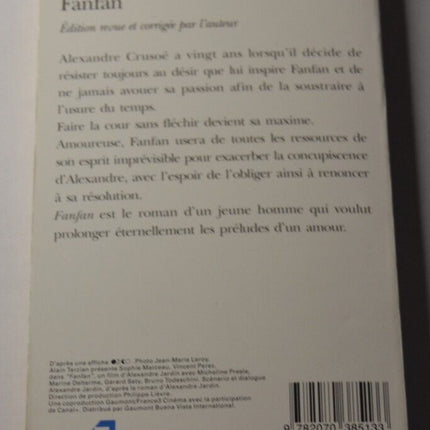 Fanfan
Édition revue et corrigée par l'auteur
Alexandre Crusoé a vingt ans lorsqu'il décide de
résister toujours au désir que lui inspire Fanfan et de
ne jamais avouer sa passion afin de la soustraire à
l'usure du temps.
Faire la cour sans fléchir devient sa maxime.
Amoureuse, Fanfan usera de toutes les ressources de
son esprit imprévisible pour exacerber la concupiscence
d'Alexandre, avec l'espoir de l'obliger ainsi à renoncer
à sa résolution.
Fanfan est le roman d'un jeune homme qui voulut
prolonger éternellement les préludes d'un amour.
D'après une affiche Photo Jean-Marie Leroy.
Alain Terzian présente Sophie Marceau, Vincent Perez,
dans "Fanfan", un film d'Alexandre Jardin avec Micheline Presle,
Marine Delterme, Gérard Sety, Bruno Todeschini. Scénario et dialogue
Alexandre Jardin, d'après le roman d'Alexandre Jardin.
Direction de production Philippe Lièvre.
Une coproduction Gaumont/France3 Cinéma avec la participation
de Canal+. Distribué par Gaumont Buena Vista International.
9 782070 385133